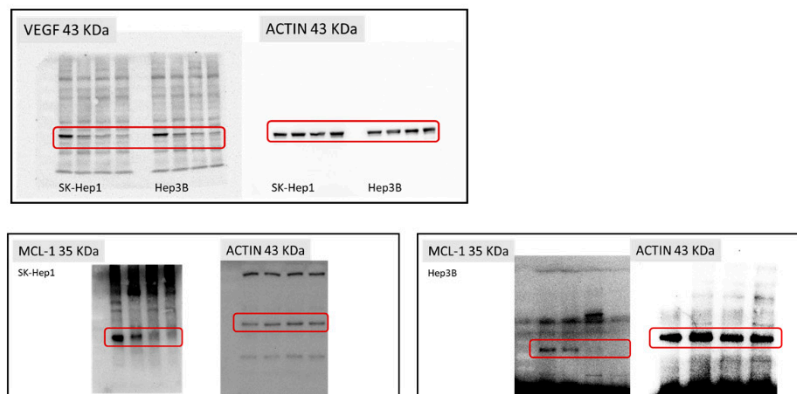 VEGF 43 KDa
ACTIN 43 KDa
SK-Hep1
Hep3B
SK-Hep1
Hep3B
MCL-1 35 KDa
ACTIN 43 KDa
SK-Hep1
MCL-1 35 KDa
ACTIN 43 KDa
Hep3B